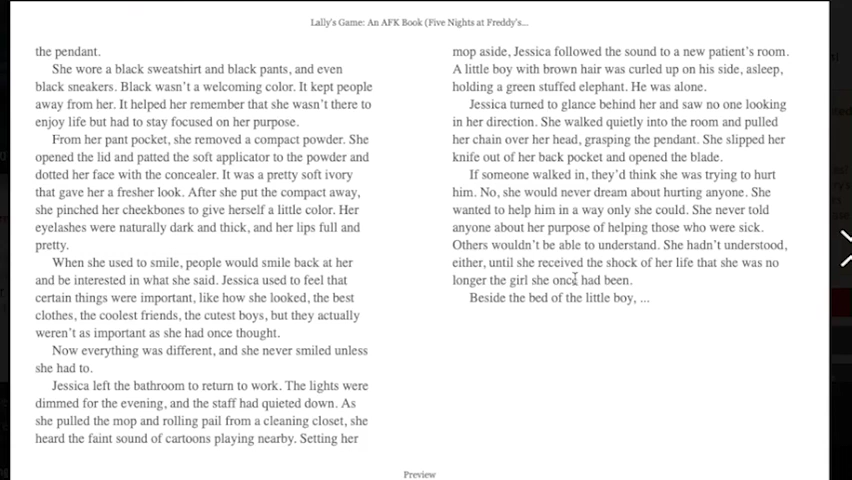 Lally's Game: An AFK Book (Five Nights at Freddy's...
the pendant.
She wore a black sweatshirt and black pants, and even
black sneakers. Black wasn't a welcoming color. It kept people
away from her. It helped her remember that she wasn't there to
enjoy life but had to stay focused on her purpose.
From her pant pocket, she removed a compact powder. She
opened the lid and patted the soft applicator to the powder and
dotted her face with the concealer. It was a pretty soft ivory
that gave her a fresher look. After she put the compact away,
she pinched her cheekbones to give herself a little color. Her
eyelashes were naturally dark and thick, and her lips full and
pretty.
When she used to smile, people would smile back at her
and be interested in what she said. Jessica used to feel that
certain things were important, like how she looked, the best
clothes, the coolest friends, the cutest boys, but they actually
weren't as important as she had once thought.
Now everything was different, and she never smiled unless
she had to.
Jessica left the bathroom to return to work. The lights were
dimmed for the evening, and the staff had quieted down. As
she pulled the mop and rolling pail from a cleaning closet, she
heard the faint sound of cartoons playing nearby. Setting her
mop aside, Jessica followed the sound to a new patient's room.
A little boy with brown hair was curled up on his side, asleep,
holding a green stuffed elephant. He was alone.
Jessica turned to glance behind her and saw no one looking
in her direction. She walked quietly into the room and pulled
her chain over her head, grasping the pendant. She slipped her
knife out of her back pocket and opened the blade.
If someone walked in, they'd think she was trying to hurt
him. No, she would never dream about hurting anyone. She
wanted to help him in a way only she could. She never told
anyone about her purpose of helping those who were sick.
Others wouldn't be able to understand. She hadn't understood,
either, until she received the shock of her life that she was no
longer the girl she once had been.
Beside the bed of the little boy, ...
Preview